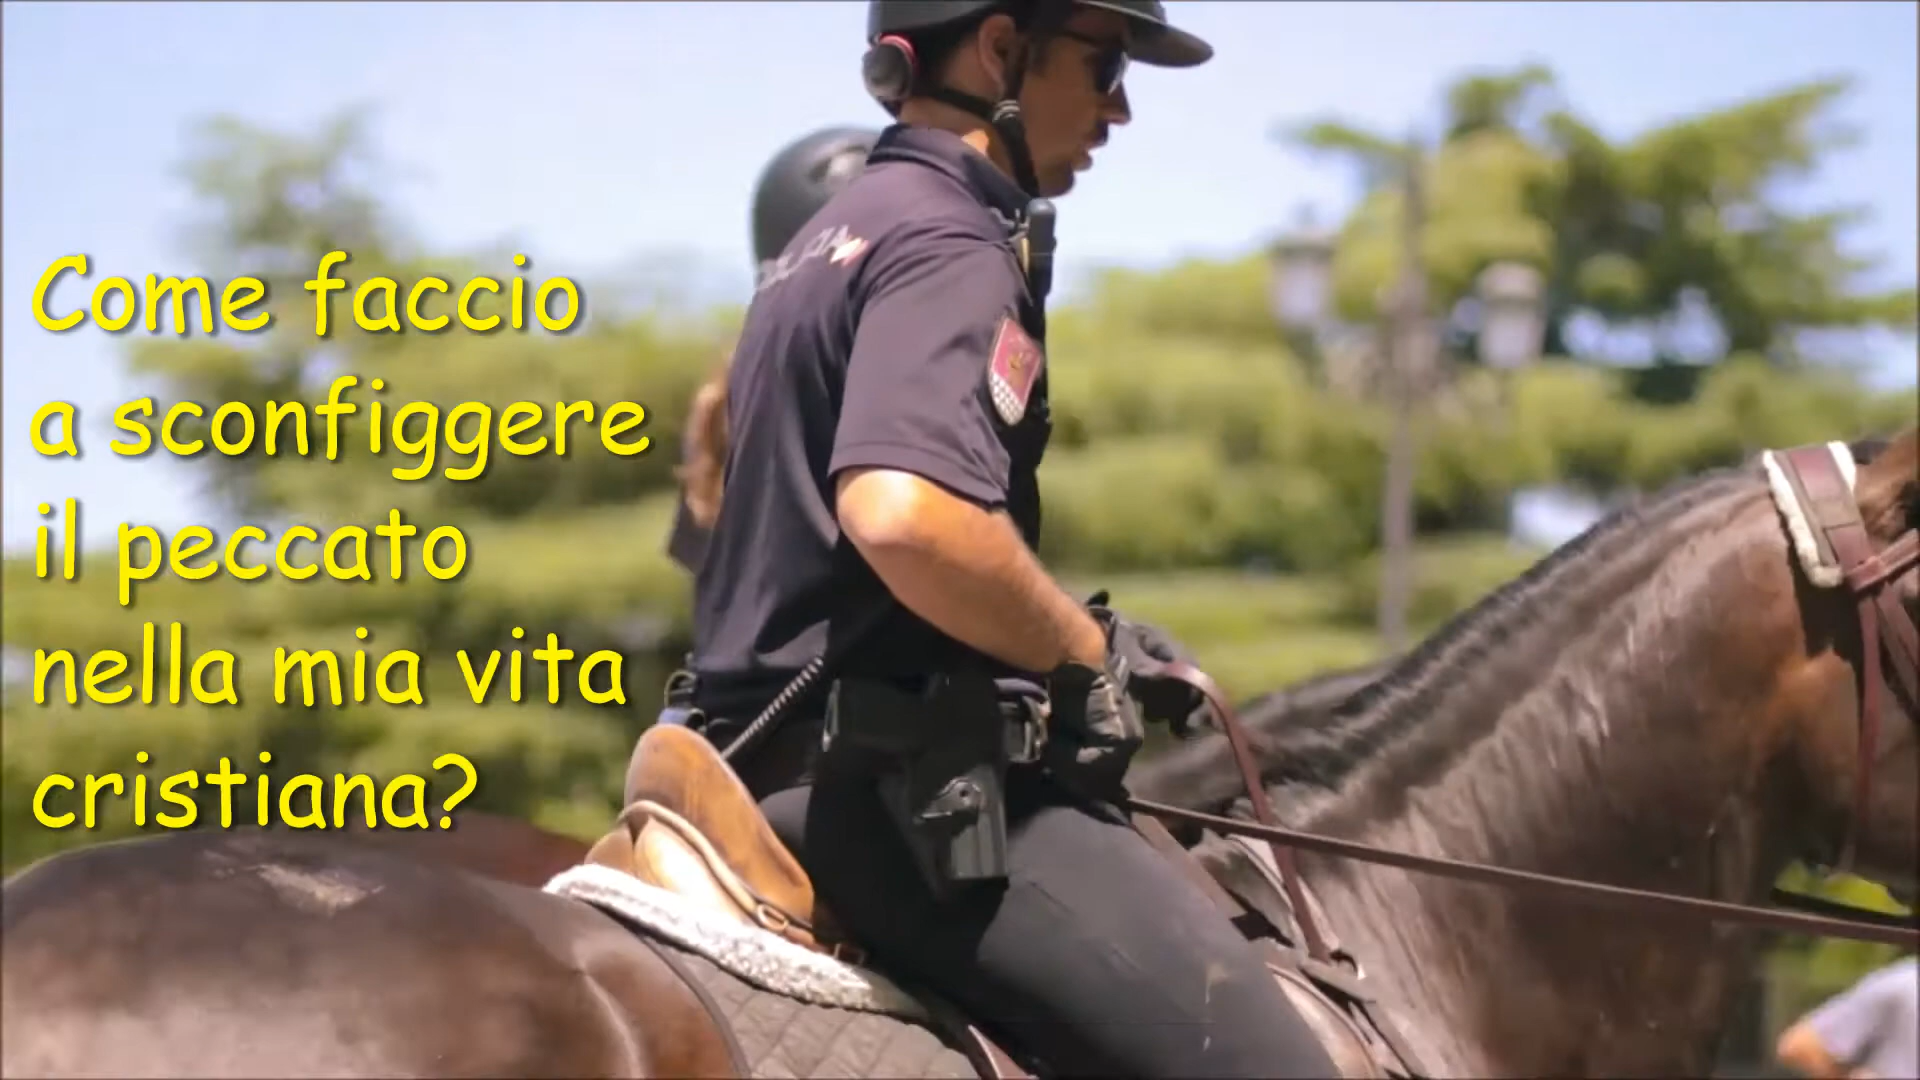 Come faccio
a sconfiggere
il peccato
nella mia vita
cristiana?